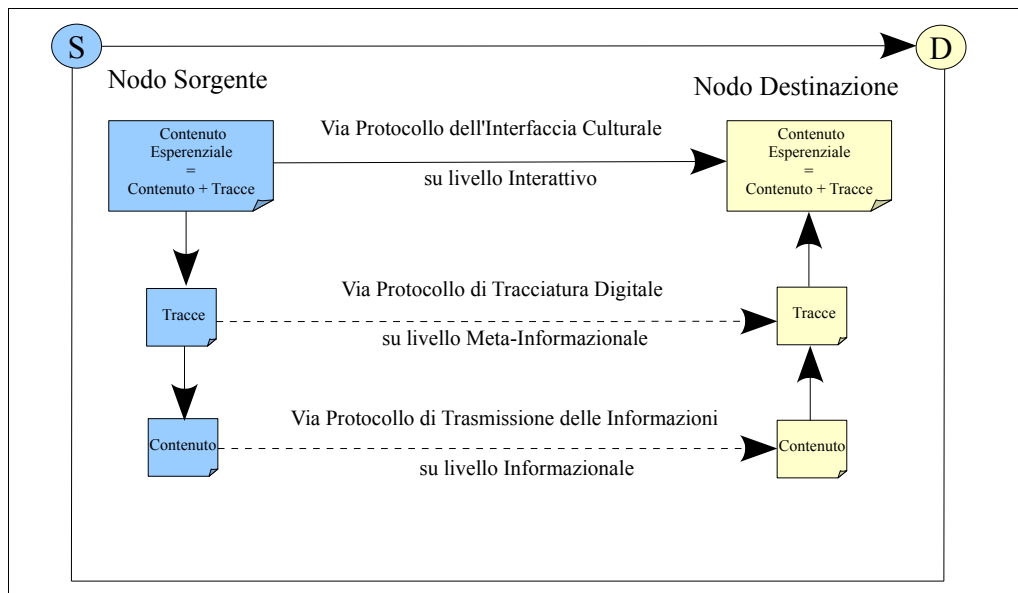 S
D
Nodo Sorgente
Nodo Destinazione
Contenuto
Esperenziale
=
Contenuto + Tracce
Via Protocollo dell'Interfaccia Culturale
su livello Interattivo
Contenuto
Esperenziale
=
Contenuto + Tracce
Tracce
Via Protocollo di Tracciatura Digitale
su livello Meta-Informazionale
Tracce
Contenuto
Via Protocollo di Trasmissione delle Informazioni
su livello Informazionale
Contenuto